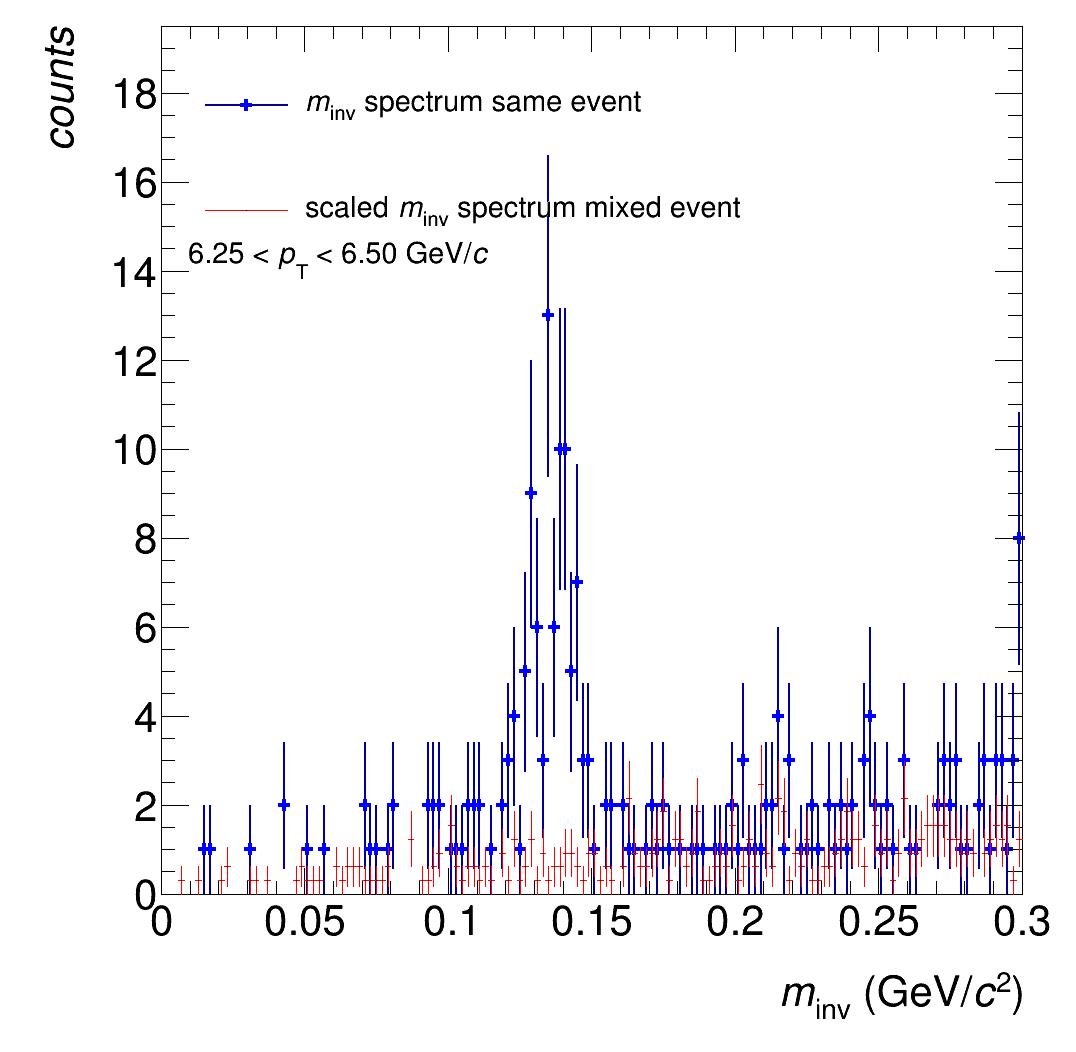 counts
18
16
14
12
10
8
6
4
2
0
m_inv spectrum same event
scaled m_inv spectrum mixed event
6.25 < p_T < 6.50 GeV/c
0 0.05 0.1 0.15 0.2 0.25 0.3
m_inv (GeV/c²)